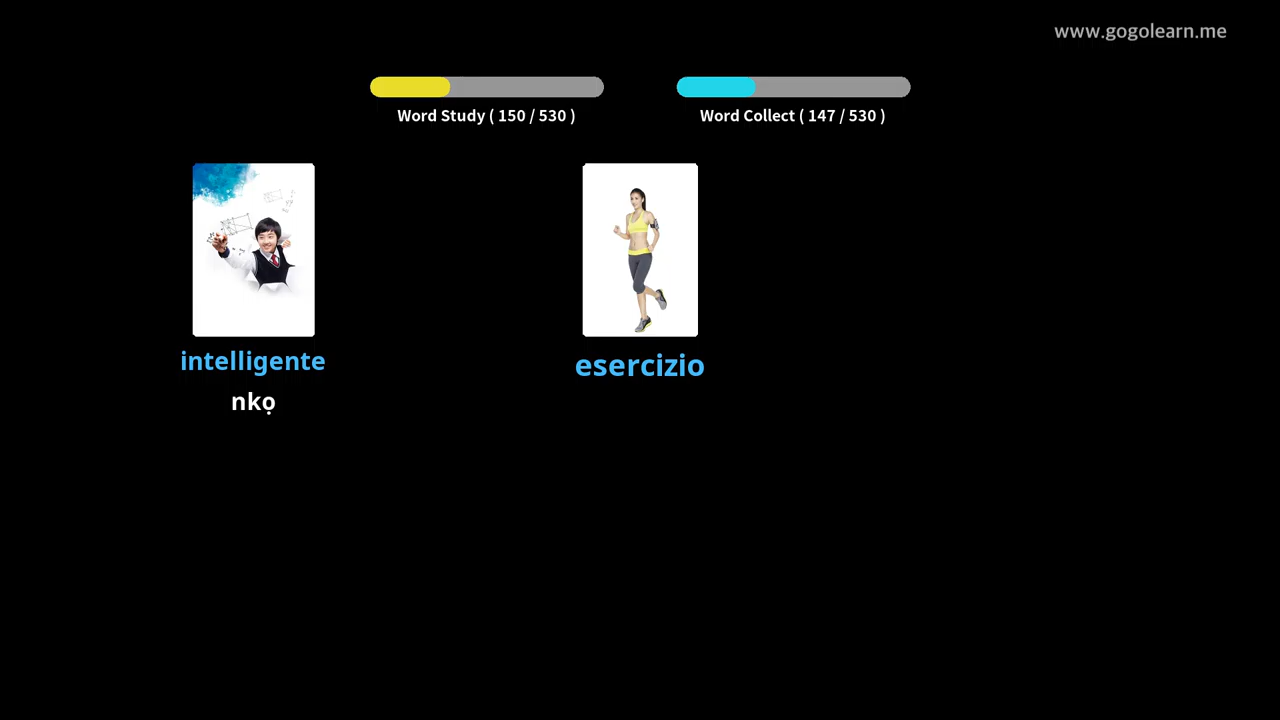 www.gogolearn.me
Word Study ( 150 / 530 )
Word Collect ( 147 / 530 )
intelligente
nkọ
esercizio